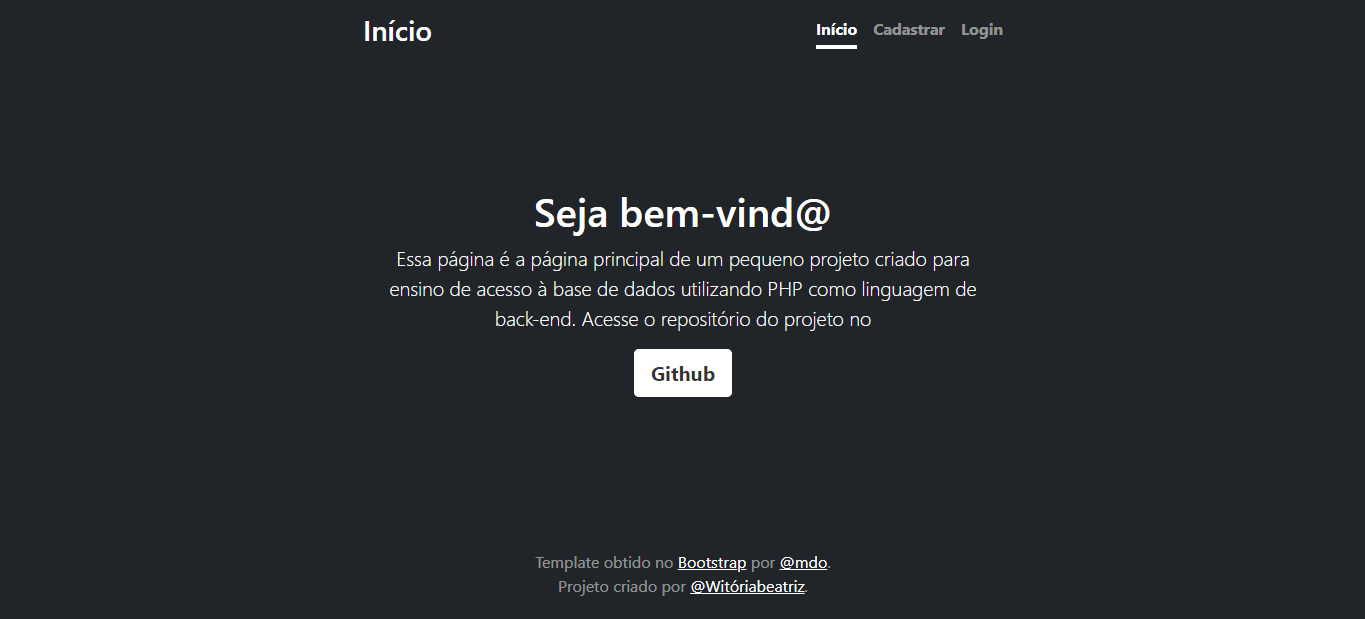 Início
Início Cadastrar Login
Seja bem-vind@
Essa página é a página principal de um pequeno projeto criado para
ensino de acesso à base de dados utilizando PHP como linguagem de
back-end. Acesse o repositório do projeto no
Github
Template obtido no Bootstrap por @mdo.
Projeto criado por @Witóriabeatriz.